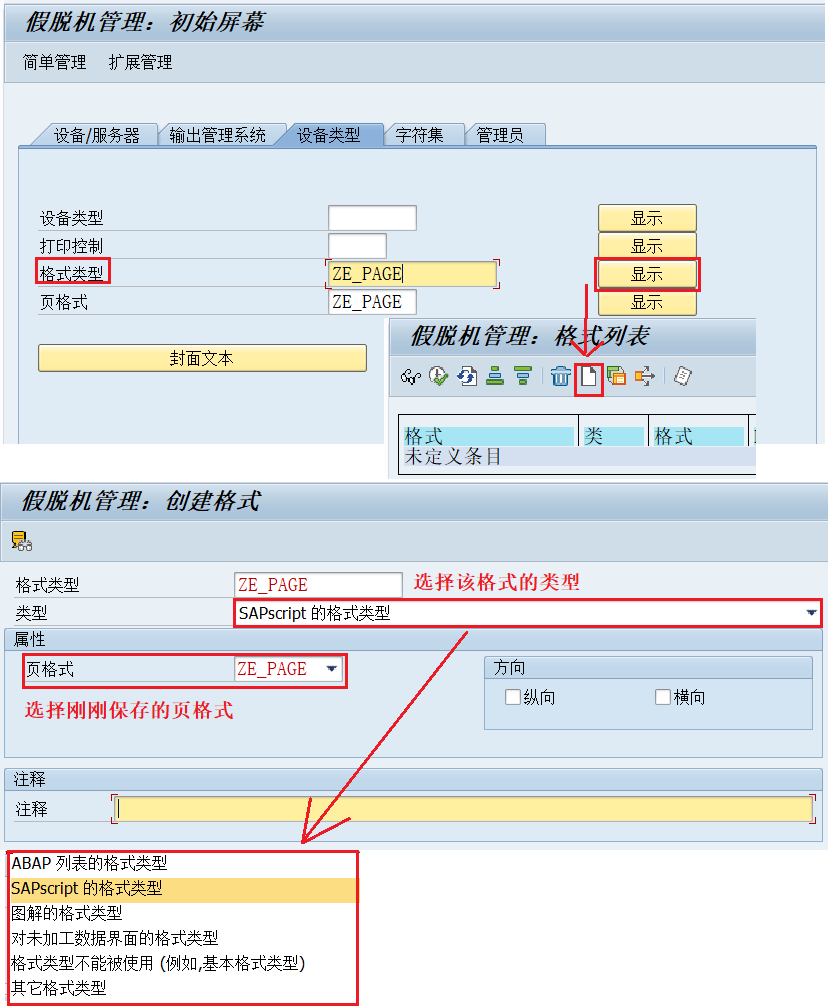 假脱机管理：初始屏幕
简单管理 扩展管理
设备/服务器 输出管理系统 设备类型 字符集 管理员
设备类型 显示
打印控制 显示
格式类型 ZE_PAGE 显示
页格式 ZE_PAGE 显示
封面文本
假脱机管理：格式列表
格式 类 格式
未定义条目
假脱机管理：创建格式
格式类型 ZE_PAGE 选择该格式的类型
类型 SAPscript 的格式类型
属性
页格式 ZE_PAGE
方向
纵向 横向
选择刚刚保存的页格式
注释
注释
ABAP 列表的格式类型
SAPscript 的格式类型
图解的格式类型
对未加工数据界面的格式类型
格式类型不能被使用 (例如,基本格式类型)
其它格式类型